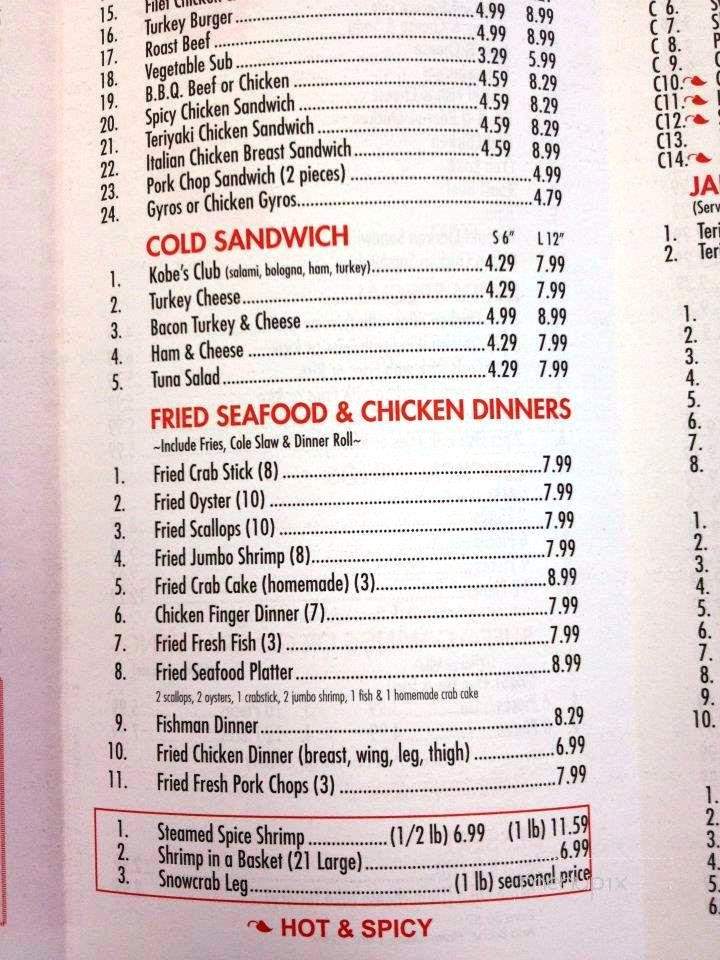 15. Filet Chicken
16. Turkey Burger 4.99 8.99
17. Roast Beef 4.99 8.99
18. Vegetable Sub 3.29 5.99
19. B.B.Q. Beef or Chicken 4.59 8.29
20. Spicy Chicken Sandwich 4.59 8.29
21. Teriyaki Chicken Sandwich 4.59 8.29
22. Italian Chicken Breast Sandwich 4.59 8.99
23. Pork Chop Sandwich (2 pieces) 4.99
24. Gyros or Chicken Gyros 4.79
COLD SANDWICH S 6" L 12"
1. Kobe's Club (salami, bologna, ham, turkey) 4.29 7.99
2. Turkey Cheese 4.29 7.99
3. Bacon Turkey & Cheese 4.99 8.99
4. Ham & Cheese 4.29 7.99
5. Tuna Salad 4.29 7.99
FRIED SEAFOOD & CHICKEN DINNERS
~Include Fries, Cole Slaw & Dinner Roll~
1. Fried Crab Stick (8) 7.99
2. Fried Oyster (10) 7.99
3. Fried Scallops (10) 7.99
4. Fried Jumbo Shrimp (8) 7.99
5. Fried Crab Cake (homemade) (3) 8.99
6. Chicken Finger Dinner (7) 7.99
7. Fried Fresh Fish (3) 7.99
8. Fried Seafood Platter 8.99
2 scallops, 2 oysters, 1 crabstick, 2 jumbo shrimp, 1 fish & 1 homemade crab cake
9. Fishman Dinner 8.29
10. Fried Chicken Dinner (breast, wing, leg, thigh) 6.99
11. Fried Fresh Pork Chops (3) 7.99
1. Steamed Spice Shrimp (1/2 lb) 6.99 (1 lb) 11.59
2. Shrimp in a Basket (21 Large) 6.99
3. Snowcrab Leg (1 lb) seasonal price
HOT & SPICY
C 6.
C 7.
C 8.
C 9.
C10.
C11.
C12.
C13.
C14.
JA
(Serv
1. Teri
2. Ter
1.
2.
3.
4.
5.
6.
7.
8.
1.
2.
3.
4.
5.
6.
7.
8.
9.
10.
1.
2.
3.
4.
5.
6.